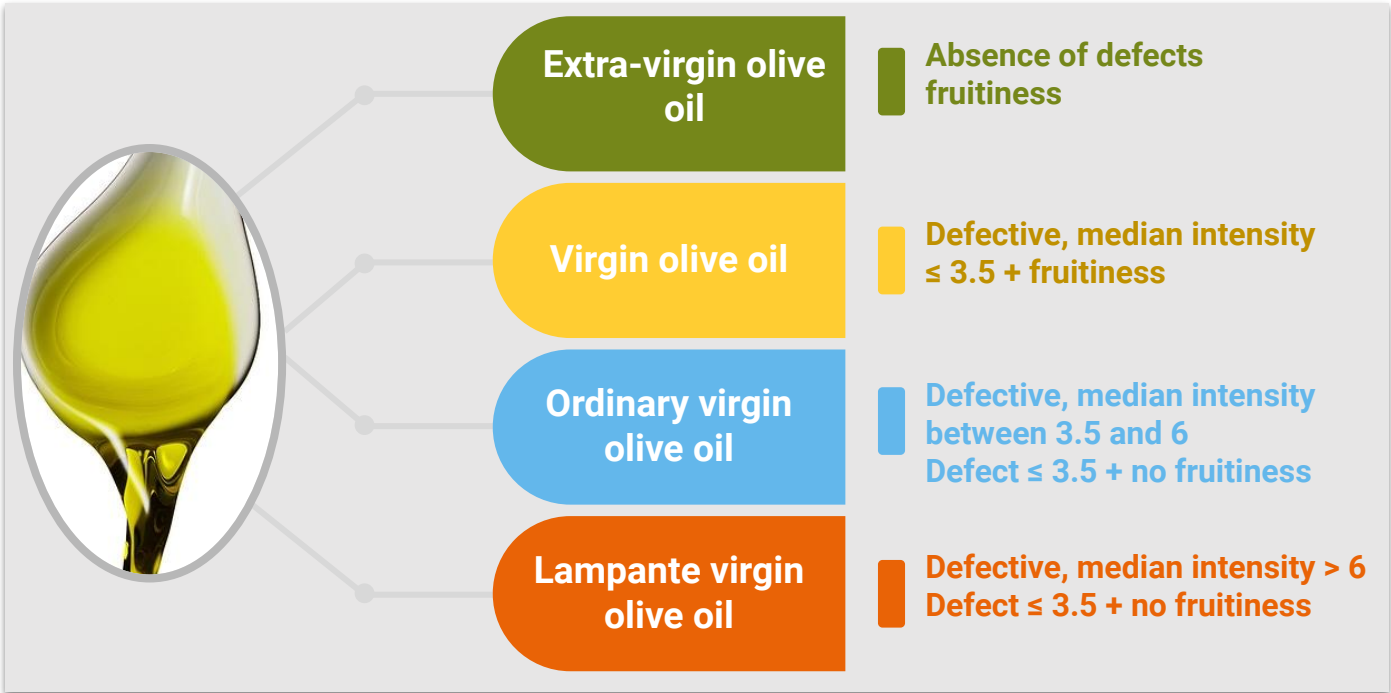 Extra-virgin olive
oil
Absence of defects
fruitiness
Virgin olive oil
Defective, median intensity
≤ 3.5 + fruitiness
Ordinary virgin
olive oil
Defective, median intensity
between 3.5 and 6
Defect ≤ 3.5 + no fruitiness
Lampante virgin
olive oil
Defective, median intensity > 6
Defect ≤ 3.5 + no fruitiness